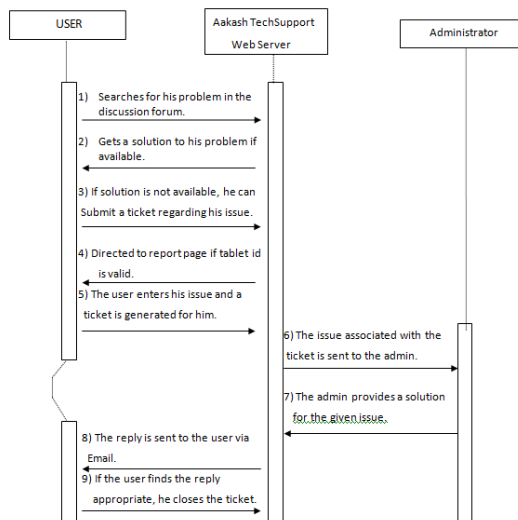 USER
Aakash TechSupport
Web Server
Administrator
1) Searches for his problem in the
discussion forum.
2) Gets a solution to his problem if
available.
3) If solution is not available, he can
Submit a ticket regarding his issue.
4) Directed to report page if tablet id
is valid.
5) The user enters his issue and a
ticket is generated for him.
6) The issue associated with the
ticket is sent to the admin.
7) The admin provides a solution
for the given issue.
8) The reply is sent to the user via
Email.
9) If the user finds the reply
appropriate, he closes the ticket.